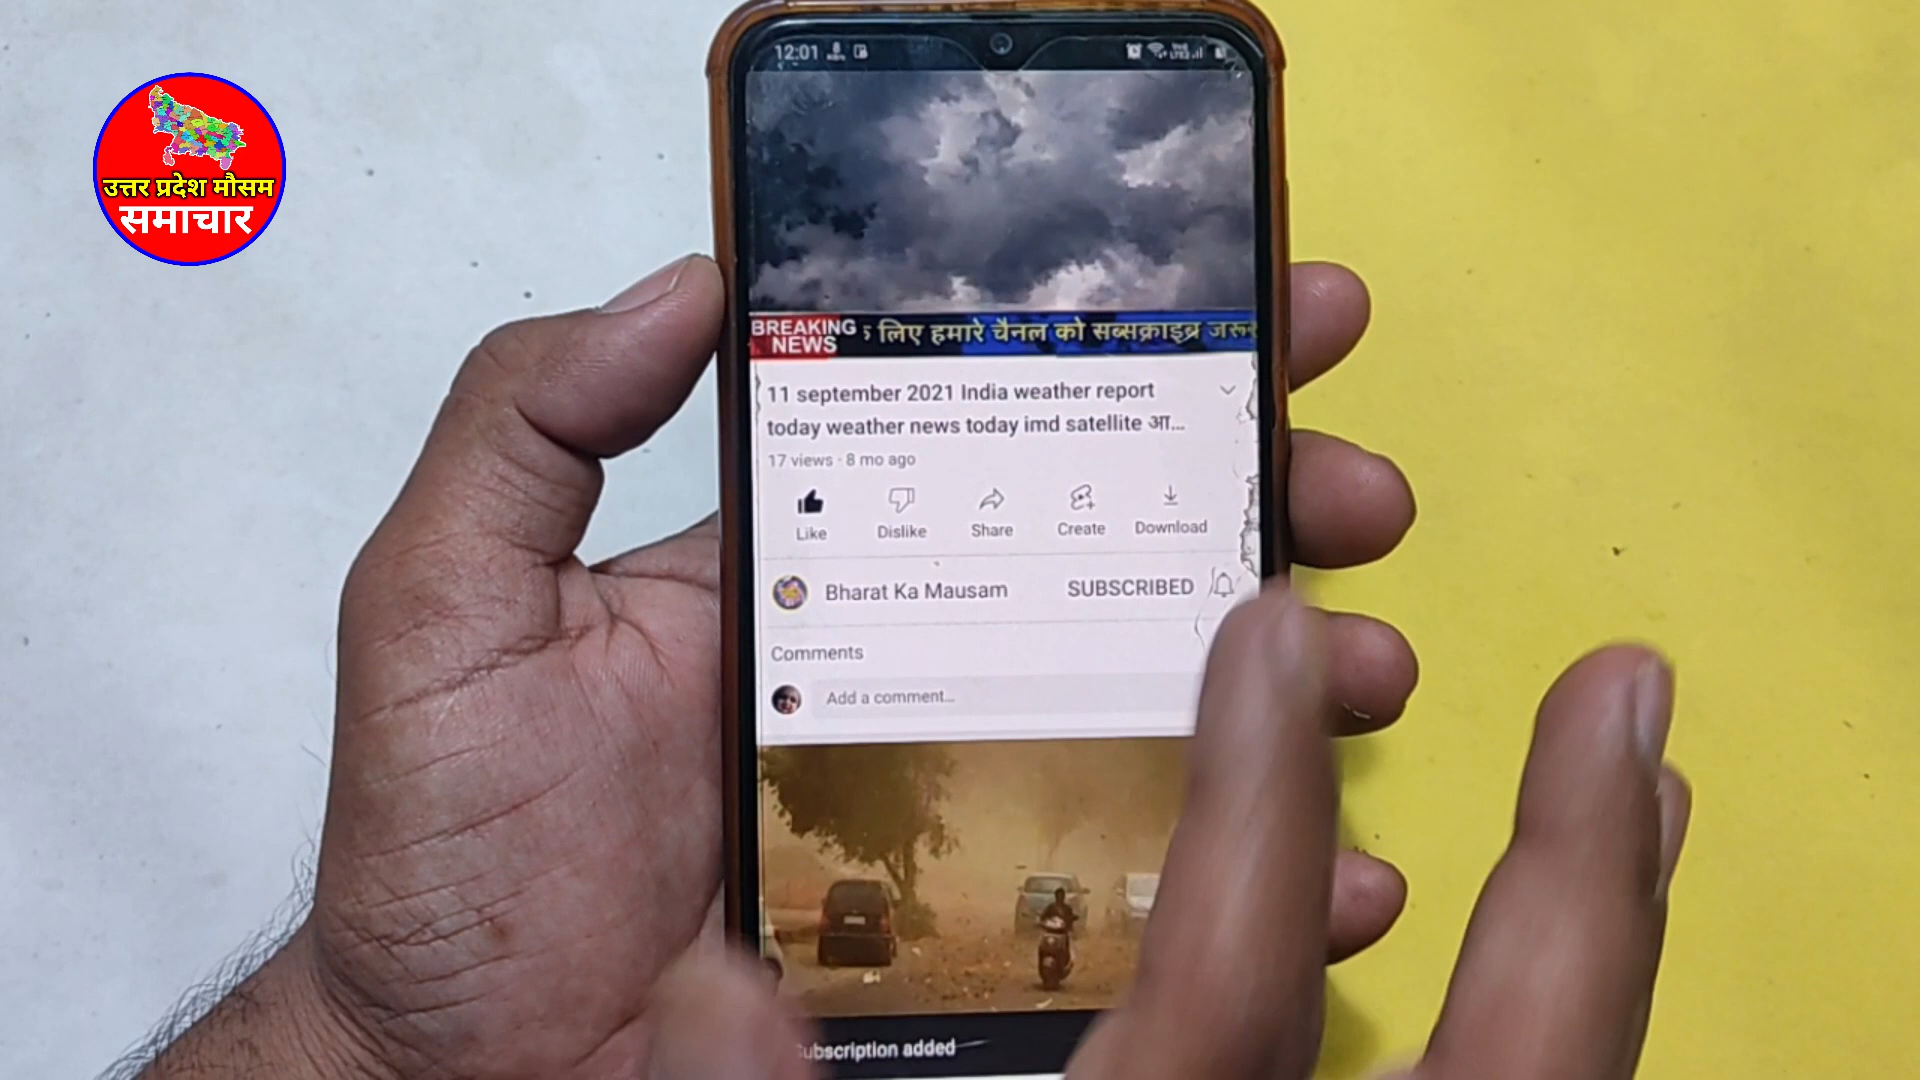 उत्तर प्रदेश मौसम
समाचार
12:01
BREAKING
NEWS
लिए हमारे चैनल को सब्सक्राइब
11 september 2021 India weather report
today weather news today imd satellite आ...
17 views · 8 mo ago
Like
Dislike
Share
Create
Download
Bharat Ka Mausam
SUBSCRIBED
Comments
Add a comment...
ubscription added